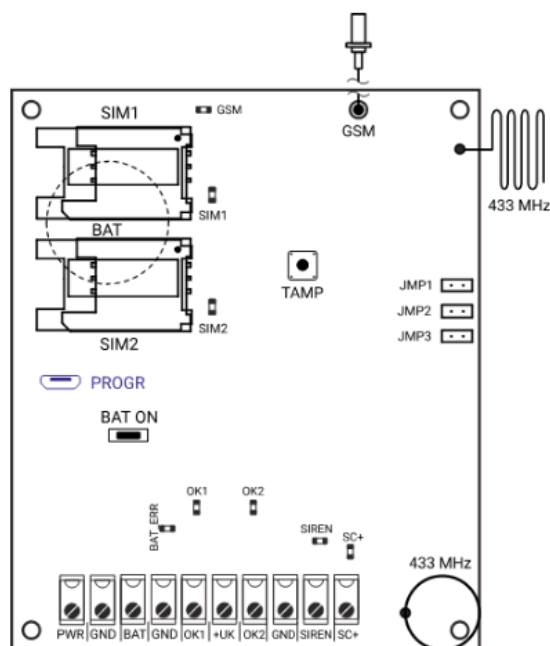 SIM1
GSM
GSM
433 MHz
SIM1
BAT
TAMP
JMP1
JMP2
JMP3
SIM2
SIM2
PROGR
BAT ON
OK1
OK2
BAT_ERR
SIREN
SC+
433 MHz
PWR GND BAT GND OK1 +UK OK2 GND SIREN SC+